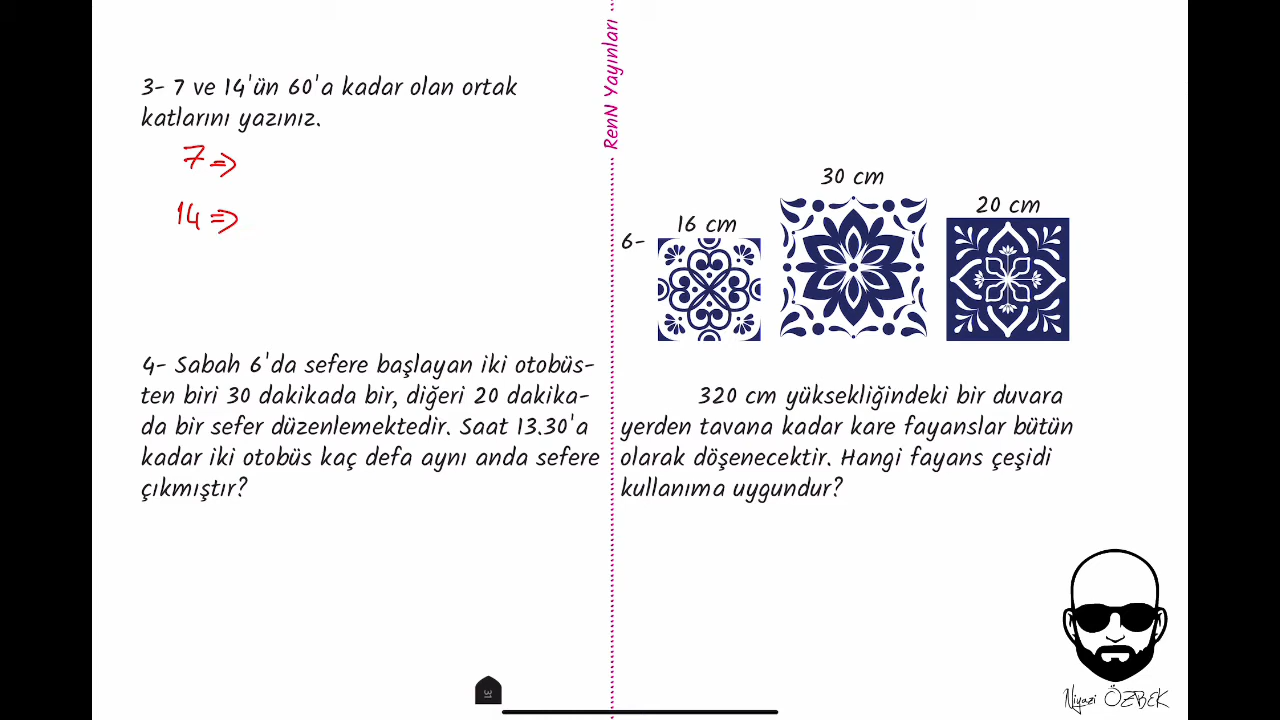 3- 7 ve 14'ün 60'a kadar olan ortak
katlarını yazınız.
7⇒
14⇒
4- Sabah 6'da sefere başlayan iki otobüs-
ten biri 30 dakikada bir, diğeri 20 dakika-
da bir sefer düzenlemektedir. Saat 13.30'a
kadar iki otobüs kaç defa aynı anda sefere
çıkmıştır?
31
RenN Yayınları
6-
16 cm
30 cm
20 cm
320 cm yüksekliğindeki bir duvara
yerden tavana kadar kare fayanslar bütün
olarak döşenecektir. Hangi fayans çeşidi
kullanıma uygundur?
Niyazi ÖZBEK